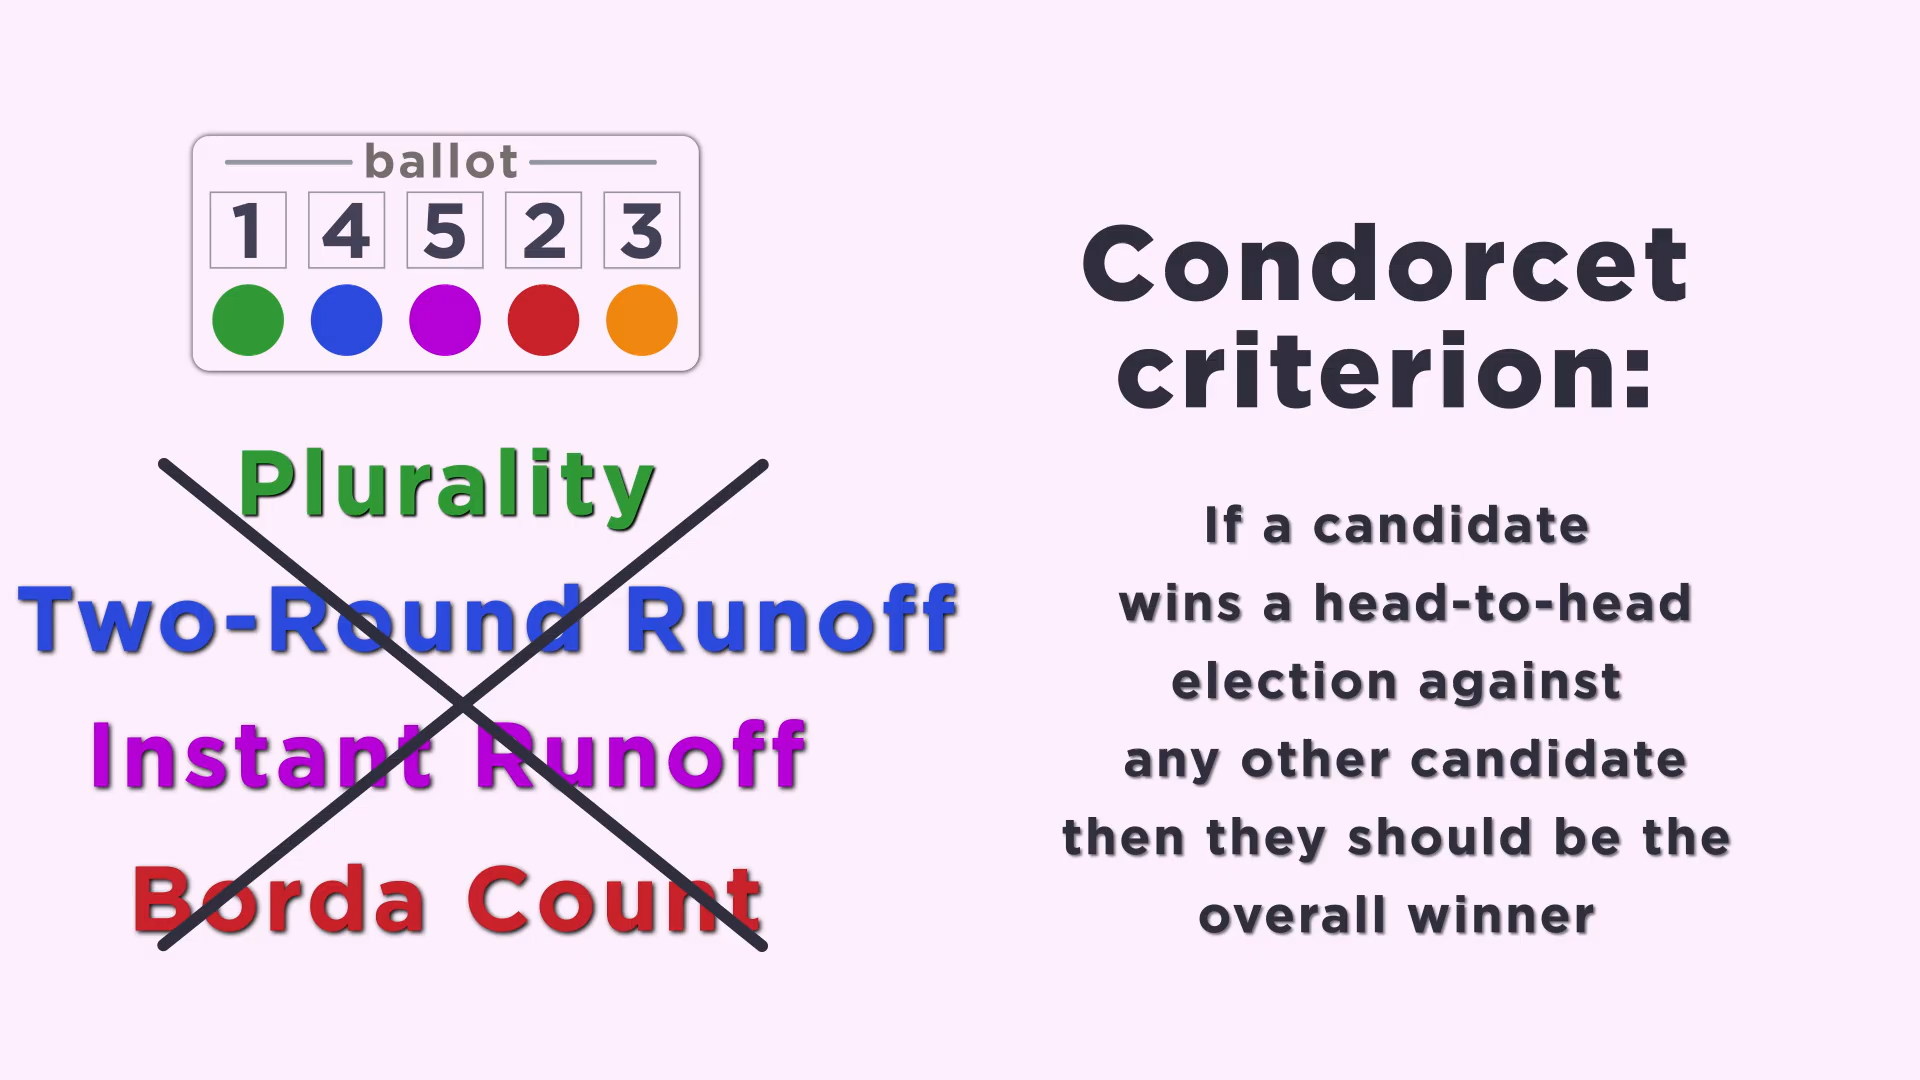 ballot
1 4 5 2 3
Plurality
Two-Round Runoff
Instant Runoff
Borda Count
Condorcet
criterion:
If a candidate
wins a head-to-head
election against
any other candidate
then they should be the
overall winner